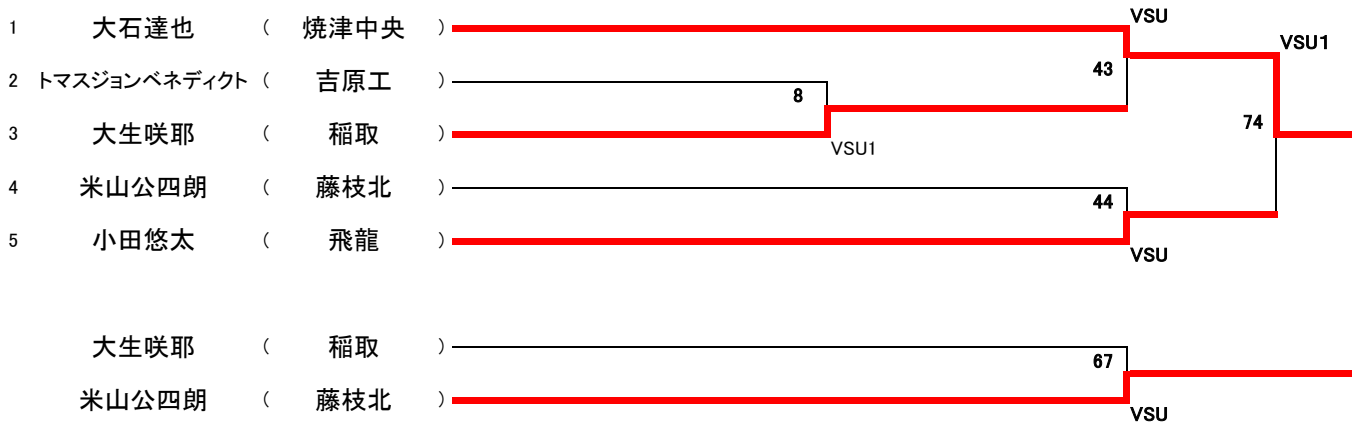 VSU
1 大石達也 ( 焼津中央 )
VSU1
43
2 トマスジョンベネディクト ( 吉原工 )
8
74
3 大生咲耶 ( 稲取 )
VSU1
4 米山公四朗 ( 藤枝北 )
44
5 小田悠太 ( 飛龍 )
VSU
大生咲耶 ( 稲取 )
67
米山公四朗 ( 藤枝北 )
VSU